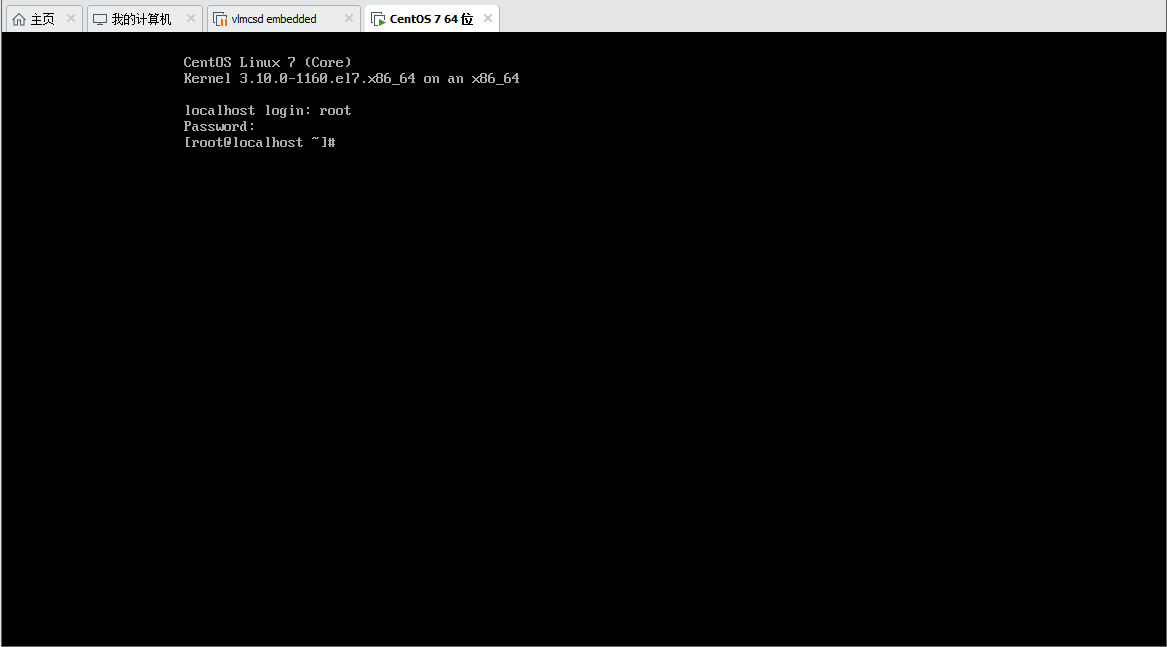 主页
我的计算机
vlmcsd embedded
CentOS 7 64 位
CentOS Linux 7 (Core)
Kernel 3.10.0-1160.el7.x86_64 on an x86_64
localhost login: root
Password:
[root@localhost ~]#